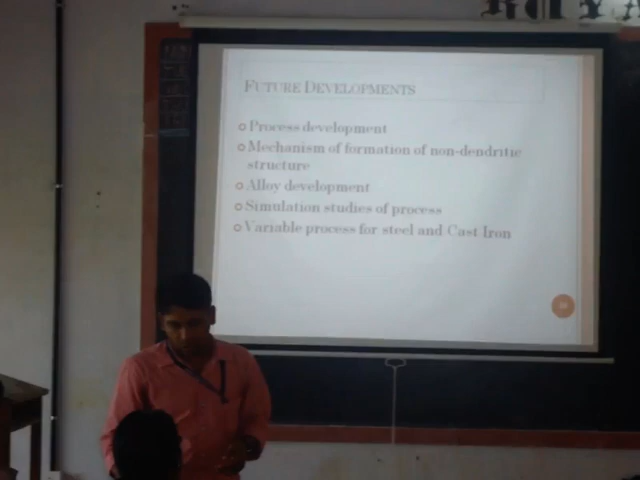 FUTURE DEVELOPMENTS
Process development
Mechanism of formation of non-dendritic
structure
Alloy development
Simulation studies of process
Variable process for steel and Cast Iron